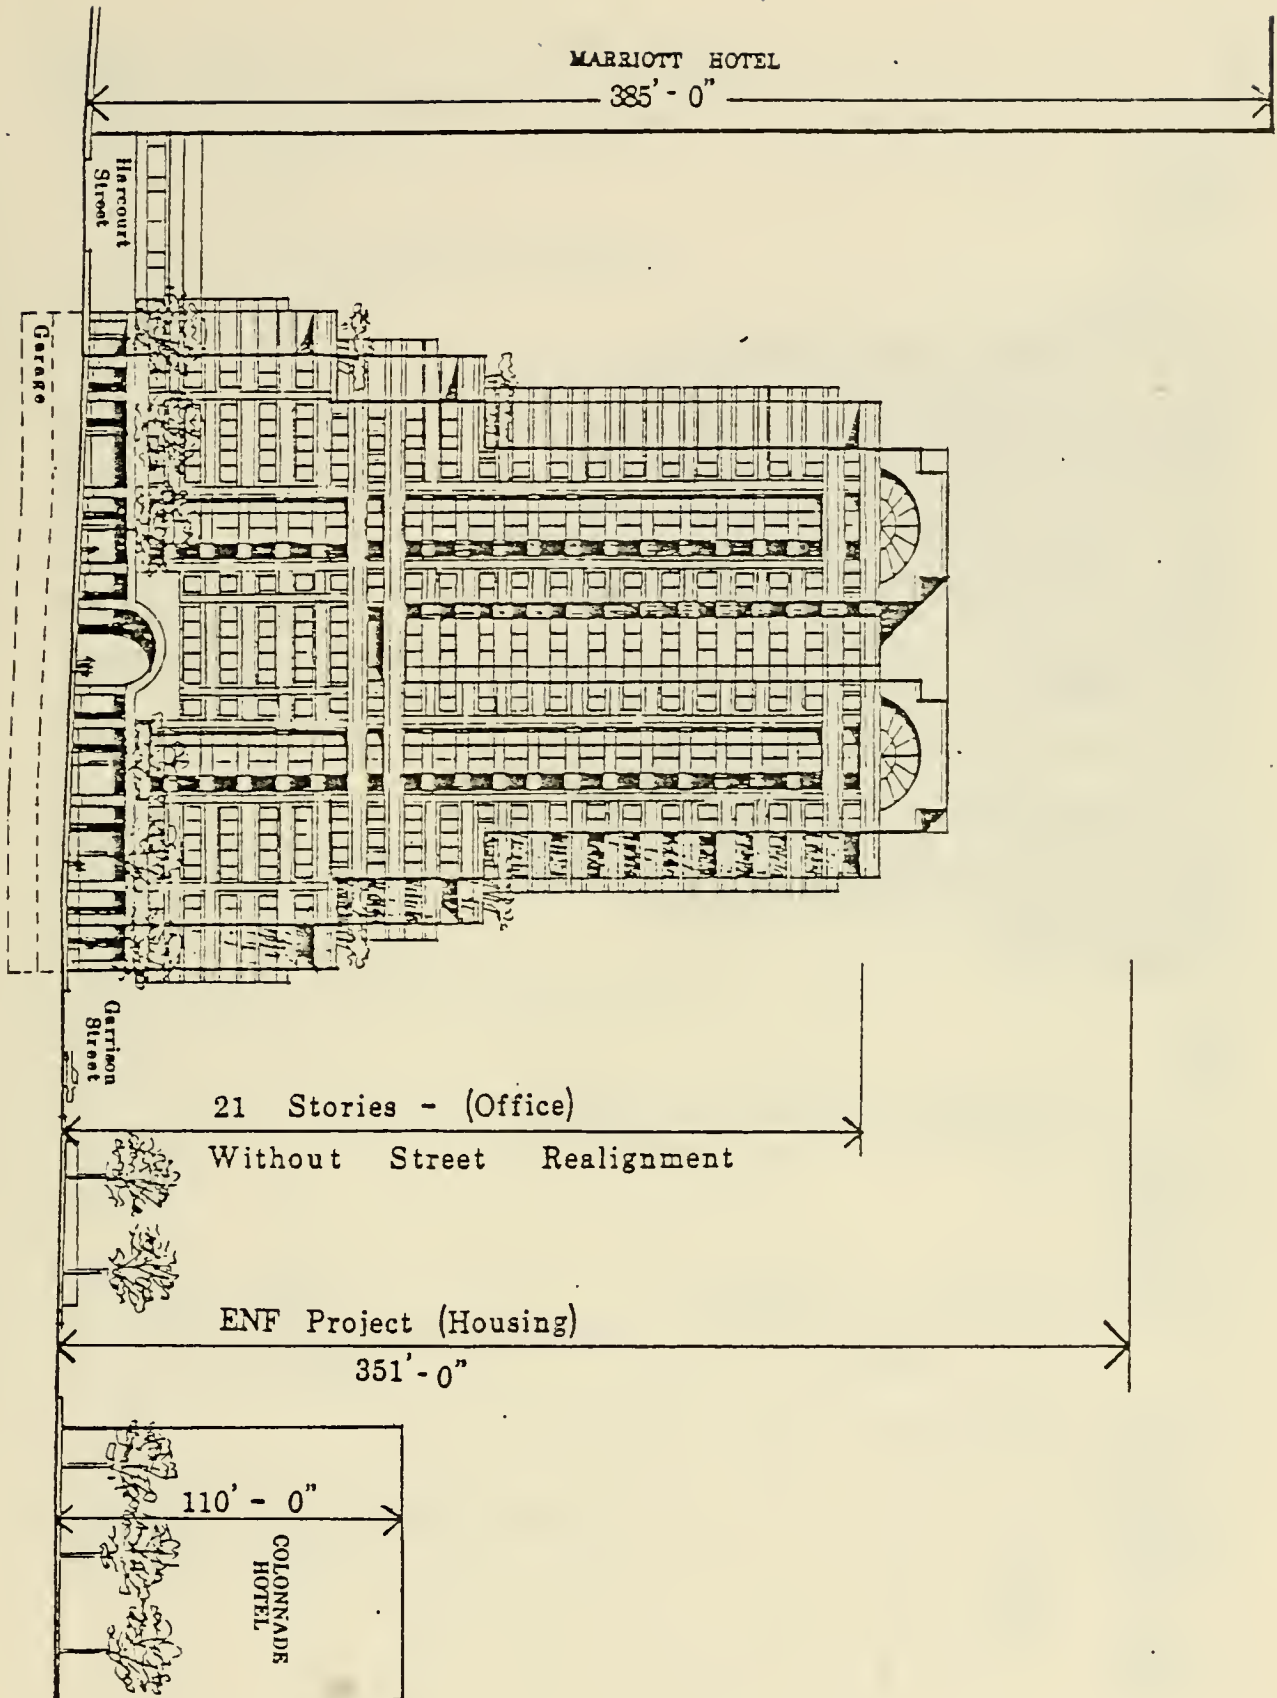 MARRIOTT HOTEL
385'-0"
Harcourt
Street
Garage
Garrison
Street
21 Stories - (Office)
Without Street Realignment
ENF Project (Housing)
351'-0"
110'-0"
COLONNADE
HOTEL